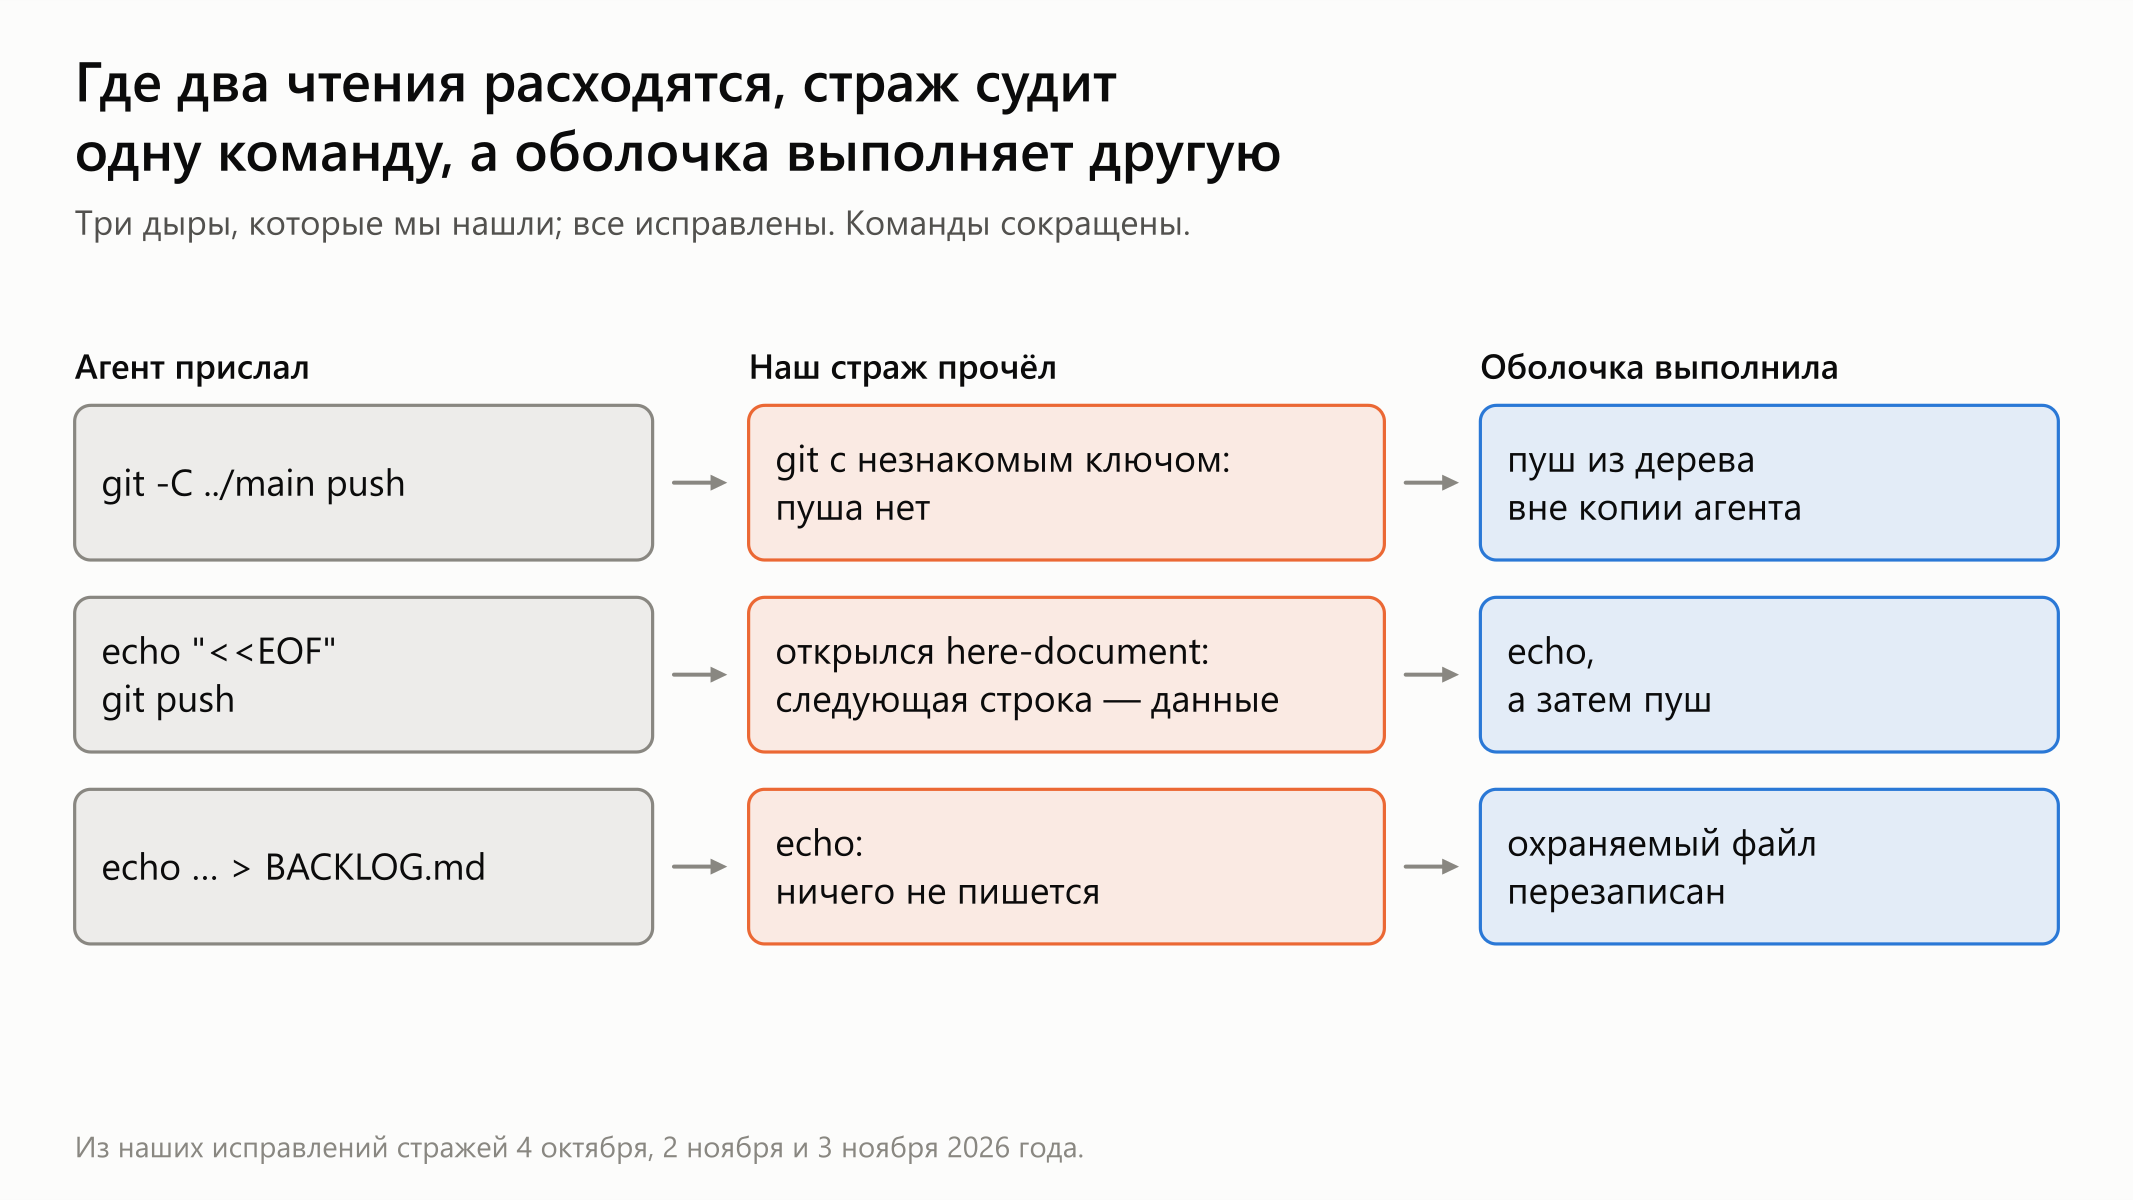 Где два чтения расходятся, страж судит
одну команду, а оболочка выполняет другую
Три дыры, которые мы нашли; все исправлены. Команды сокращены.
Агент прислал
Наш страж прочёл
Оболочка выполнила
git -C ../main push
git с незнакомым ключом:
пуша нет
пуш из дерева
вне копии агента
echo "<<EOF"
git push
открылся here-document:
следующая строка — данные
echo,
а затем пуш
echo ... > BACKLOG.md
echo:
ничего не пишется
охраняемый файл
перезаписан
Из наших исправлений стражей 4 октября, 2 ноября и 3 ноября 2026 года.